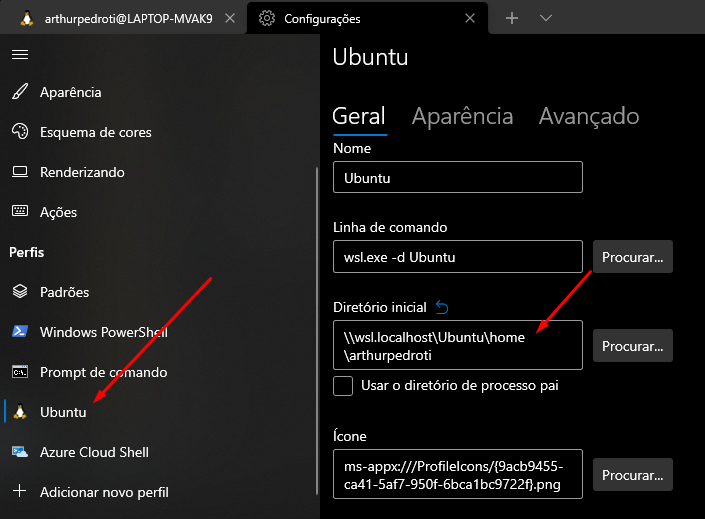 arthurpedroti@LAPTOP-MVAK9
Configurações
Aparência
Esquema de cores
Renderizando
Ações
Perfis
Padrões
Windows PowerShell
Prompt de comando
Ubuntu
Azure Cloud Shell
Adicionar novo perfil
Ubuntu
Geral Aparência Avançado
Nome
Ubuntu
Linha de comando
wsl.exe -d Ubuntu Procurar...
Diretório inicial
\\wsl.localhost\Ubuntu\home
\arthurpedroti
Procurar...
Usar o diretório de processo pai
Ícone
ms-appx:///ProfileIcons/{9acb9455-
ca41-5af7-950f-6bca1bc9722f}.png
Procurar...